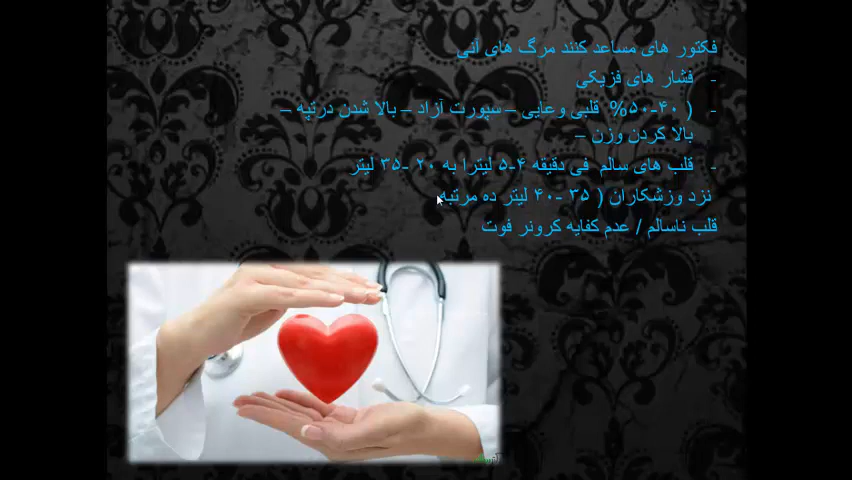 فکتور های مساعد کنند مرگ های آنی
- فشار های فزیکی
- ( ۴۰-۵۰% قلبی وعایی – سپورت آزاد – بالا شدن درتپه –
بالا کردن وزن –
- قلب های سالم فی دقیقه ۴-۵ لیترا به ۲۰ -۳۵ لیتر
نزد وزشکاران ( ۳۵ -۴۰ لیتر ده مرتبه
قلب ناسالم / عدم کفایه کرونر فوت